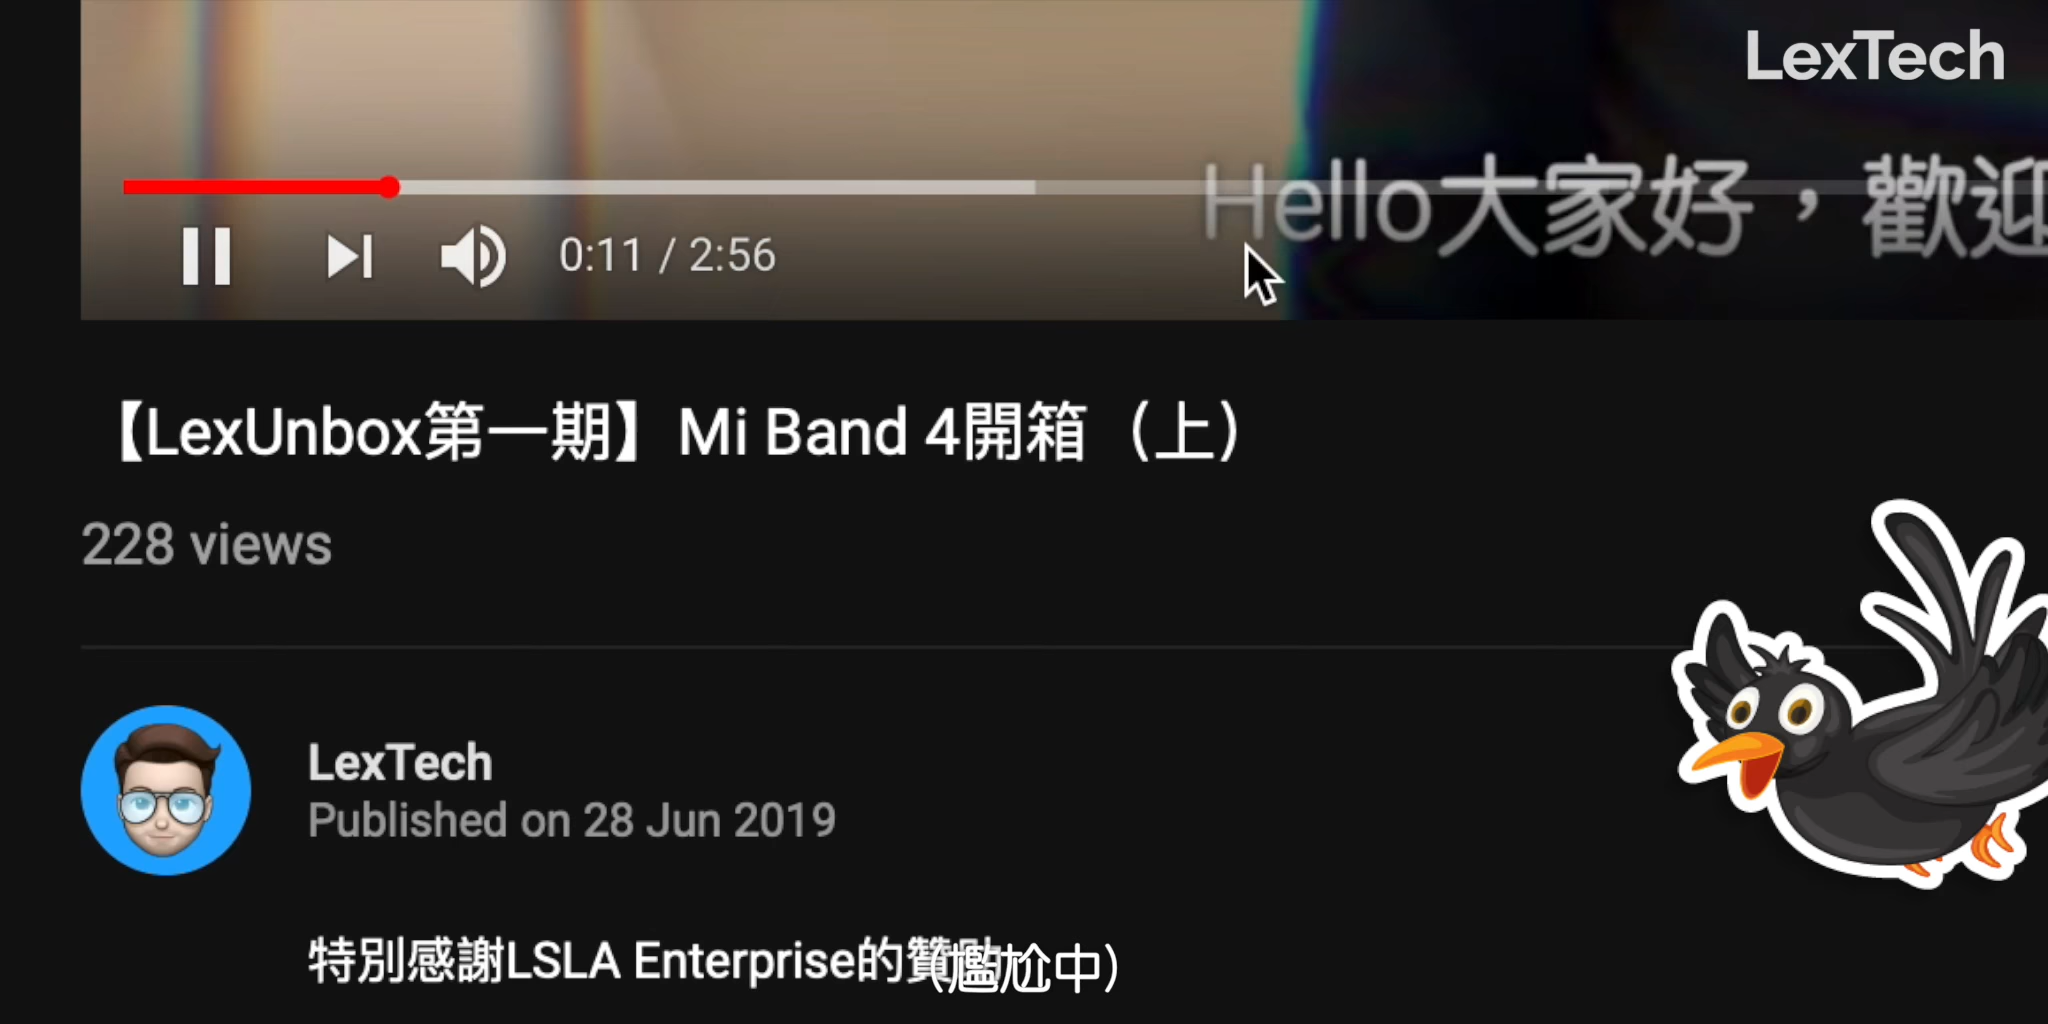 LexTech
Hello大家好，歡迎
0:11 / 2:56
【LexUnbox第一期】Mi Band 4開箱（上）
228 views
LexTech
Published on 28 Jun 2019
特別感謝LSLA Enterprise的贊助
（尷尬中）